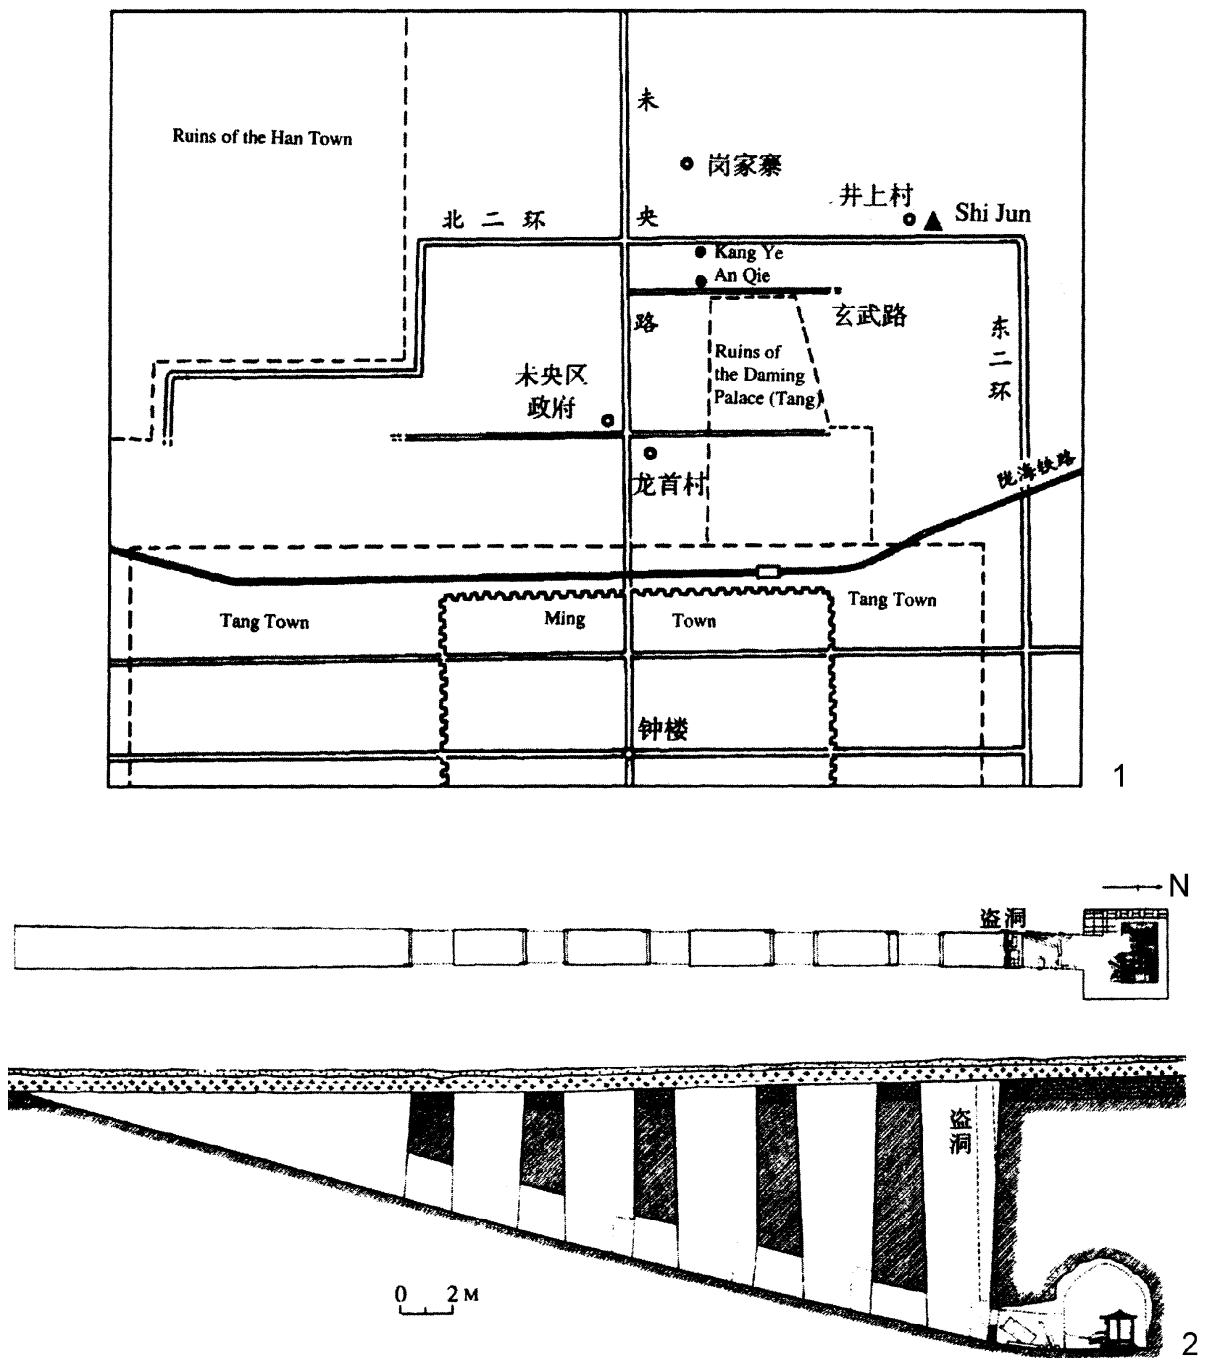 Ruins of the Han Town
未
岗家寨
井上村
Shi Jun
北二环
央
Kang Ye
An Qie
玄武路
路
东
二
环
Ruins of
the Daming
Palace (Tang)
未央区
政府
龙首村
陇海铁路
Tang Town
Ming
Town
Tang Town
钟楼
1
N
盗洞
盗
洞
0 2 M
2